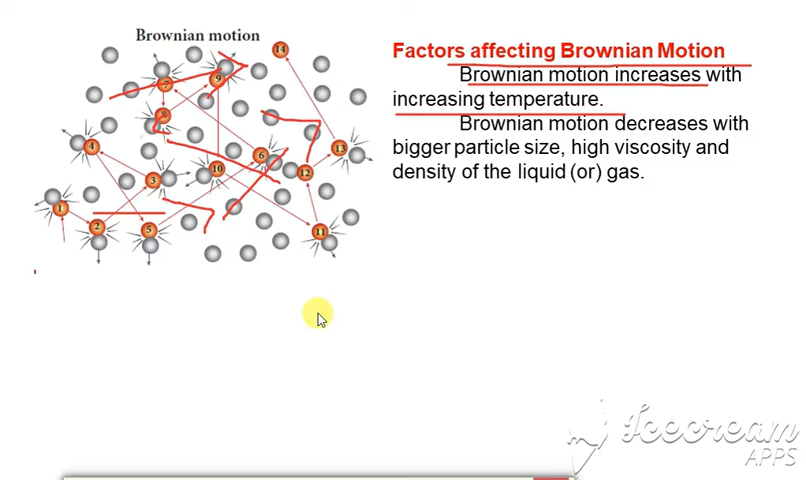 Brownian motion
14
7
9
8
4
6
13
10
3
12
1
2
5
11
Factors affecting Brownian Motion
Brownian motion increases with
increasing temperature.
Brownian motion decreases with
bigger particle size, high viscosity and
density of the liquid (or) gas.
Icecream
APPS